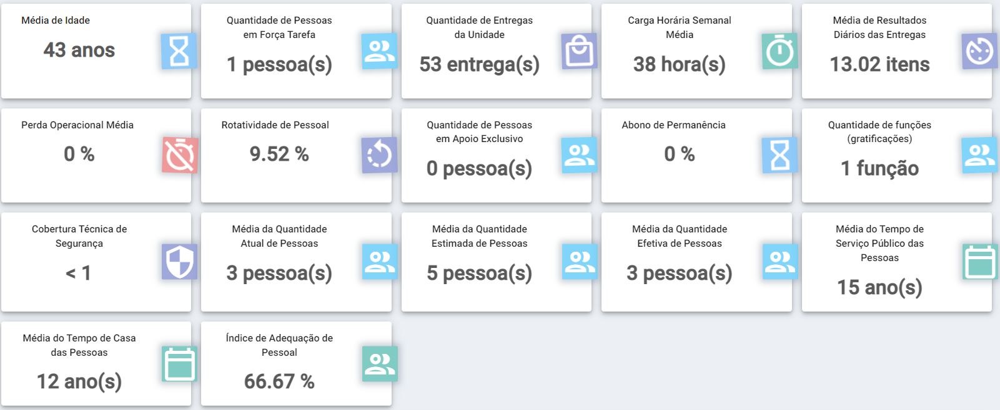 Média de Idade
43 anos
Quantidade de Pessoas
em Força Tarefa
1 pessoa(s)
Quantidade de Entregas
da Unidade
53 entrega(s)
Carga Horária Semanal
Média
38 hora(s)
Média de Resultados
Diários das Entregas
13.02 itens
Perda Operacional Média
0 %
Rotatividade de Pessoal
9.52 %
Quantidade de Pessoas
em Apoio Exclusivo
0 pessoa(s)
Abono de Permanência
0 %
Quantidade de funções
(gratificações)
1 função
Cobertura Técnica de
Segurança
< 1
Média da Quantidade
Atual de Pessoas
3 pessoa(s)
Média da Quantidade
Estimada de Pessoas
5 pessoa(s)
Média da Quantidade
Efetiva de Pessoas
3 pessoa(s)
Média do Tempo de
Serviço Público das
Pessoas
15 ano(s)
Média do Tempo de Casa
das Pessoas
12 ano(s)
Índice de Adequação de
Pessoal
66.67 %